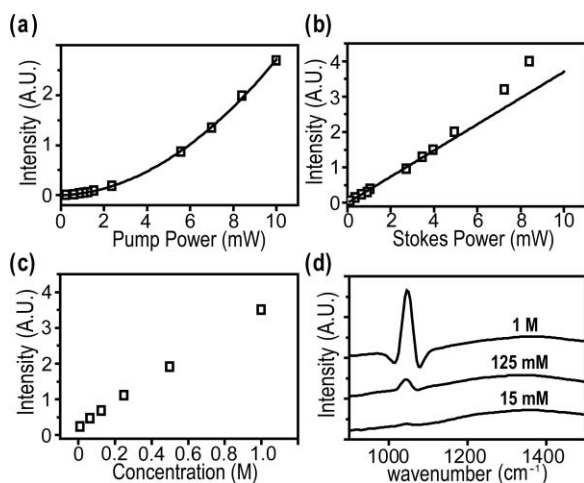 (a)
Intensity (A.U.)
2
1
0
0 2 4 6 8 10
Pump Power (mW)
(b)
Intensity (A.U.)
4
3
2
1
0
0 2 4 6 8 10
Stokes Power (mW)
(c)
Intensity (A.U.)
4
3
2
1
0
0 0.2 0.4 0.6 0.8 1.0
Concentration (M)
(d)
Intensity (A.U.)
1 M
125 mM
15 mM
1000 1200 1400
wavenumber (cm⁻¹)